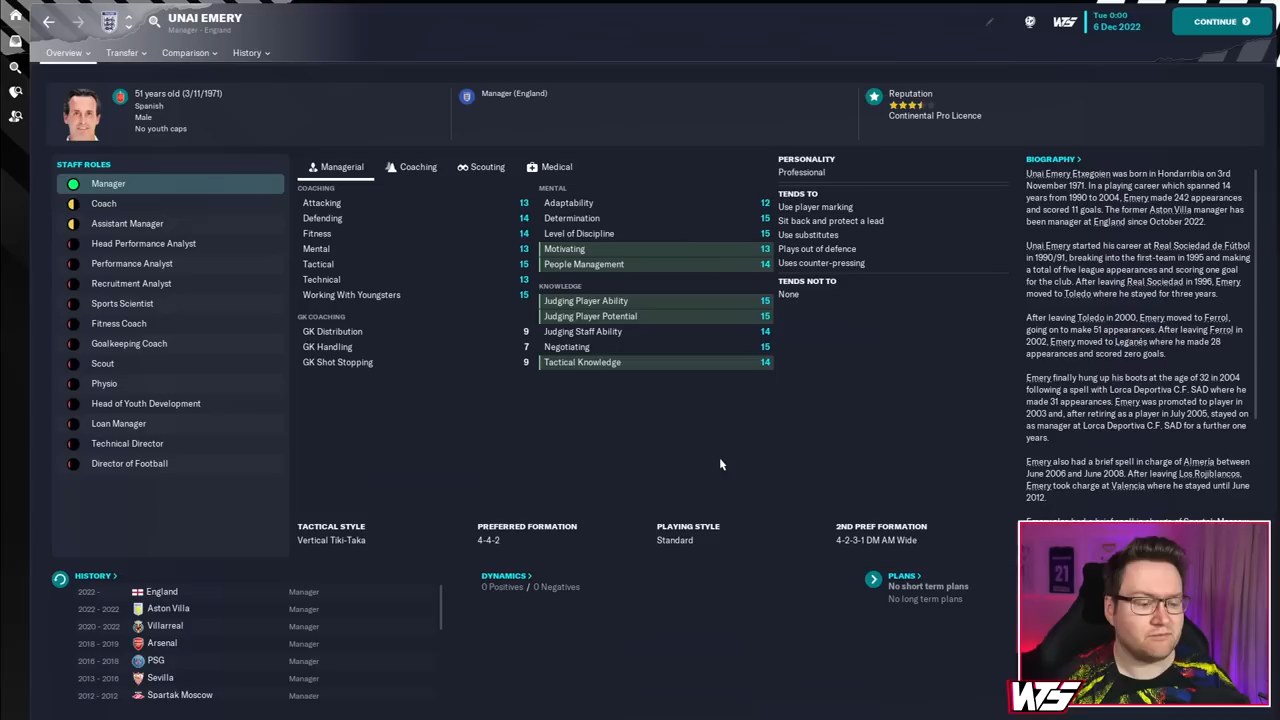 UNAI EMERY
Manager - England
Tue 0:00
6 Dec 2022
CONTINUE
Overview
Transfer
Comparison
History
51 years old (3/11/1971)
Spanish
Male
No youth caps
Manager (England)
Reputation
Continental Pro Licence
STAFF ROLES
Manager
Coach
Assistant Manager
Head Performance Analyst
Performance Analyst
Recruitment Analyst
Sports Scientist
Fitness Coach
Goalkeeping Coach
Scout
Physio
Head of Youth Development
Loan Manager
Technical Director
Director of Football
Managerial
Coaching
Scouting
Medical
COACHING
Attacking 13
Defending 14
Fitness 14
Mental 13
Tactical 15
Technical 13
Working With Youngsters 15
GK COACHING
GK Distribution 9
GK Handling 7
GK Shot Stopping 9
MENTAL
Adaptability 12
Determination 15
Level of Discipline 15
Motivating 13
People Management 14
KNOWLEDGE
Judging Player Ability 15
Judging Player Potential 15
Judging Staff Ability 14
Negotiating 15
Tactical Knowledge 14
PERSONALITY
Professional
TENDS TO
Use player marking
Sit back and protect a lead
Use substitutes
Plays out of defence
Uses counter-pressing
TENDS NOT TO
None
BIOGRAPHY
Unai Emery Etxegoien was born in Hondarribia on 3rd
November 1971. In a playing career which spanned 14
years from 1990 to 2004, Emery made 242 appearances
and scored 11 goals. The former Aston Villa manager has
been manager at England since October 2022.
Unai Emery started his career at Real Sociedad de Fútbol
in 1990/91, breaking into the first-team in 1995 and making
a total of five league appearances and scoring one goal
for the club. After leaving Real Sociedad in 1996, Emery
moved to Toledo where he stayed for three years.
After leaving Toledo in 2000, Emery moved to Ferrol,
going on to make 51 appearances. After leaving Ferrol in
2002, Emery moved to Leganés where he made 28
appearances and scored zero goals.
Emery finally hung up his boots at the age of 32 in 2004
following a spell with Lorca Deportiva C.F. SAD where he
made 31 appearances. Emery was promoted to player in
2003 and, after retiring as a player in July 2005, stayed on
as manager at Lorca Deportiva C.F. SAD for a further one
years.
Emery also had a brief spell in charge of Almería between
June 2006 and June 2008. After leaving Los Rojiblancos,
Emery took charge at Valencia where he stayed until June
2012.
TACTICAL STYLE
Vertical Tiki-Taka
PREFERRED FORMATION
4-4-2
PLAYING STYLE
Standard
2ND PREF FORMATION
4-2-3-1 DM AM Wide
HISTORY
2022 - England Manager
2022 - 2022 Aston Villa Manager
2020 - 2022 Villarreal Manager
2018 - 2019 Arsenal Manager
2016 - 2018 PSG Manager
2013 - 2016 Sevilla Manager
2012 - 2012 Spartak Moscow Manager
DYNAMICS
0 Positives / 0 Negatives
PLANS
No short term plans
No long term plans
21
WTS